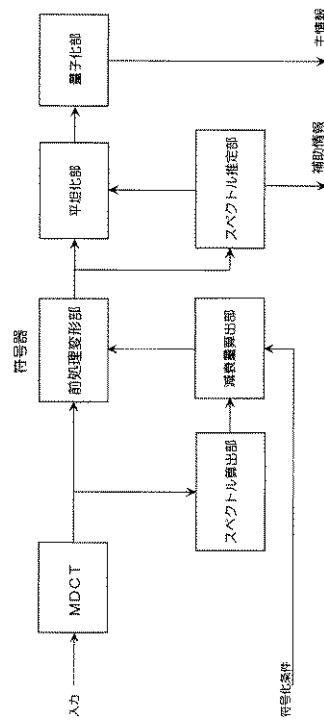 符号器
入力
MDCT
前処理変形部
平坦化部
量子化部
スペクトル算出部
減衰量算出部
スペクトル推定部
符号化条件
補助情報
主情報